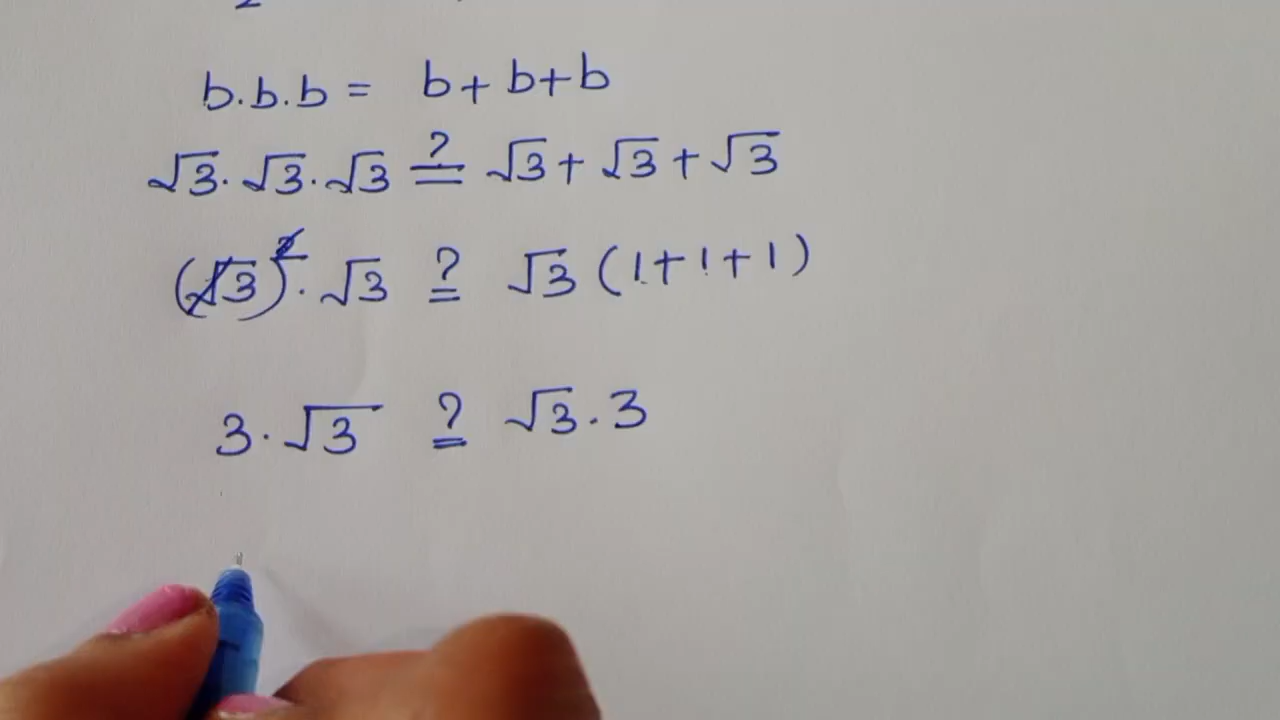 b.b.b = b+b+b
√3.√3.√3 ?= √3+√3+√3
(√3)².√3 ?= √3(1+1+1)
3.√3 ?= √3.3